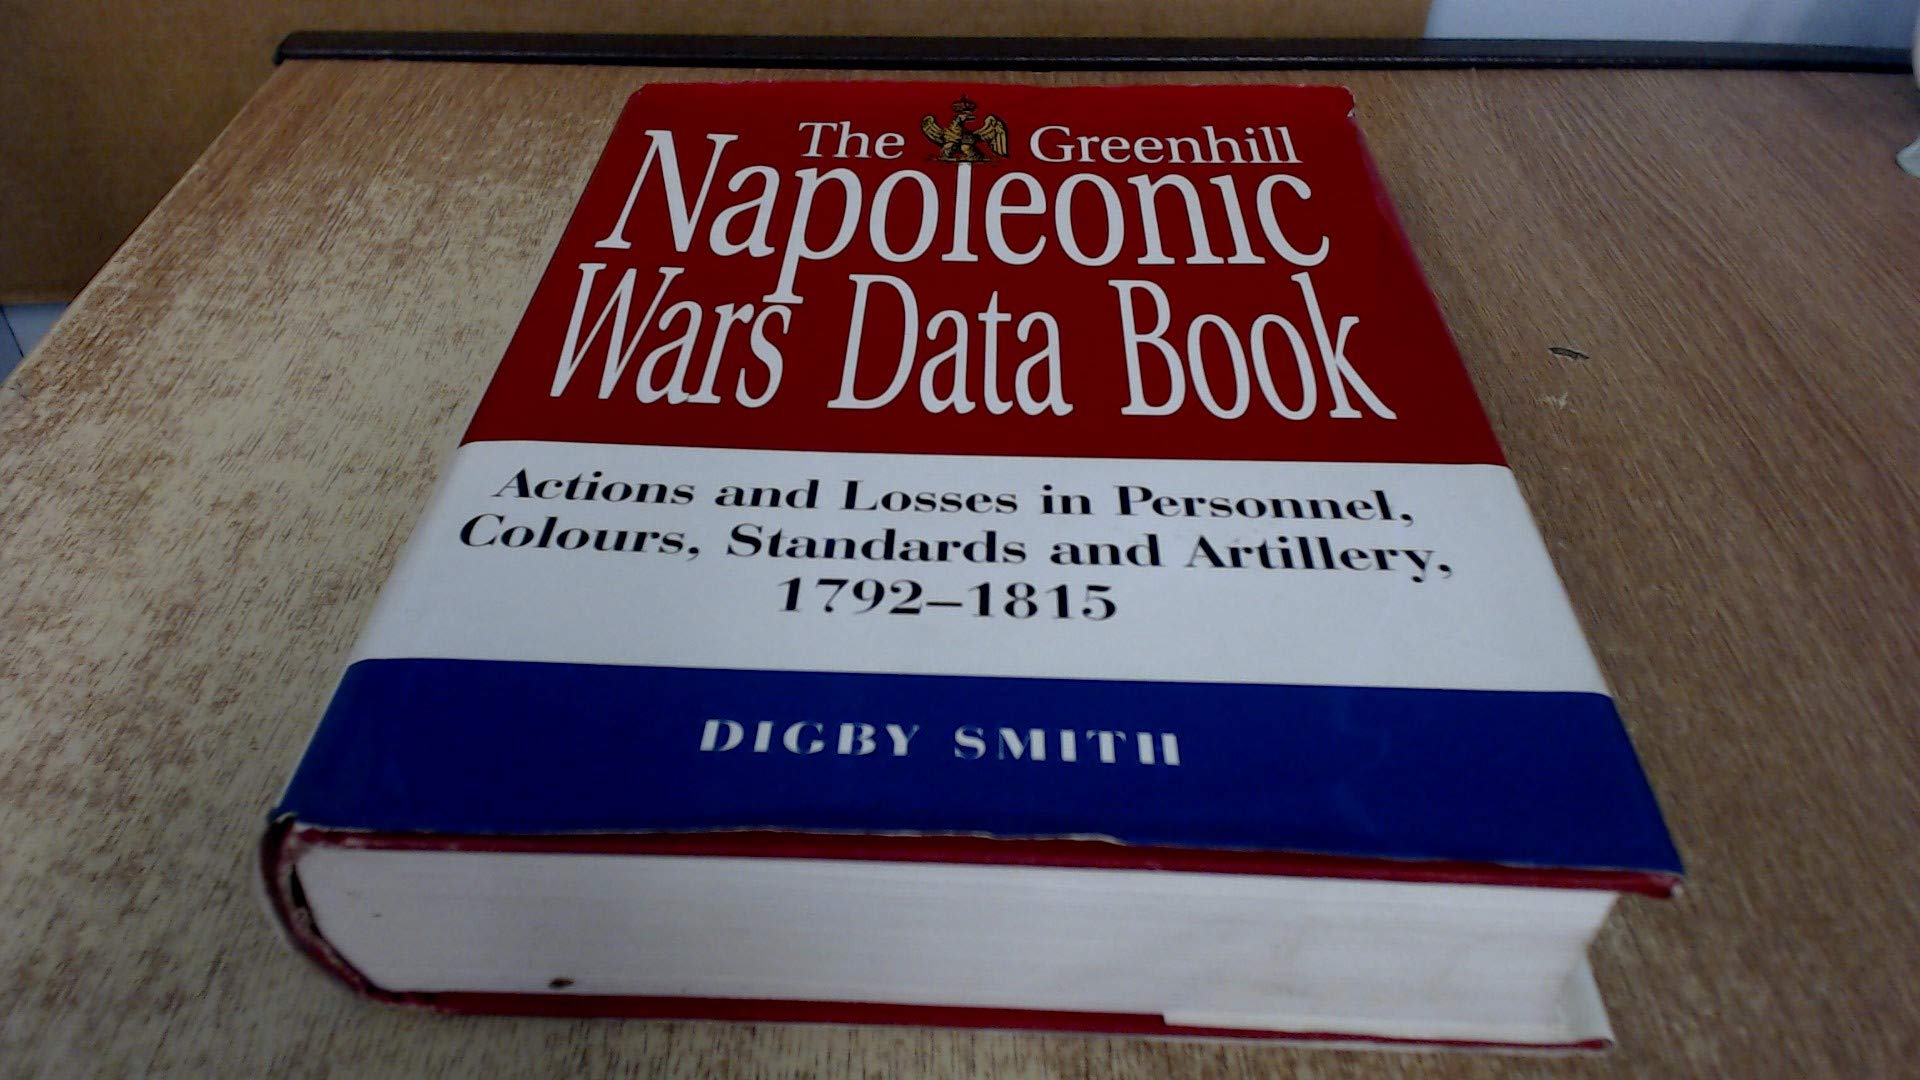 The Greenhill
Napoleonic
Wars Data Book
Actions and Losses in Personnel,
Colours, Standards and Artillery,
1792–1815
DIGBY SMITH